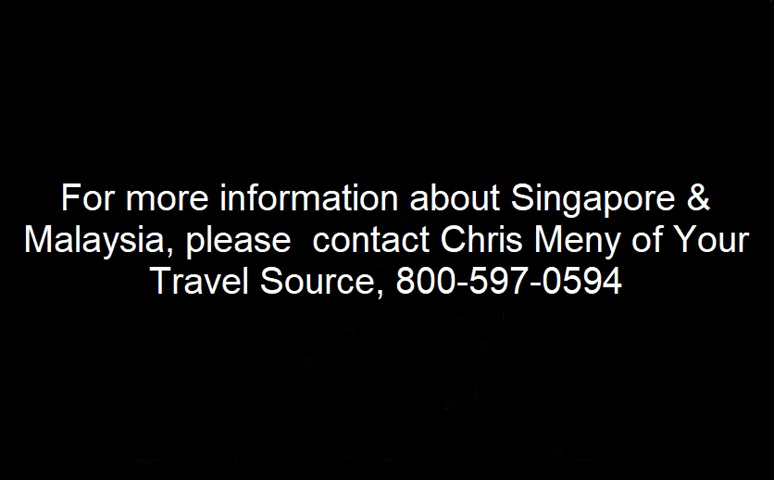 For more information about Singapore &
Malaysia, please  contact Chris Meny of Your
Travel Source, 800-597-0594